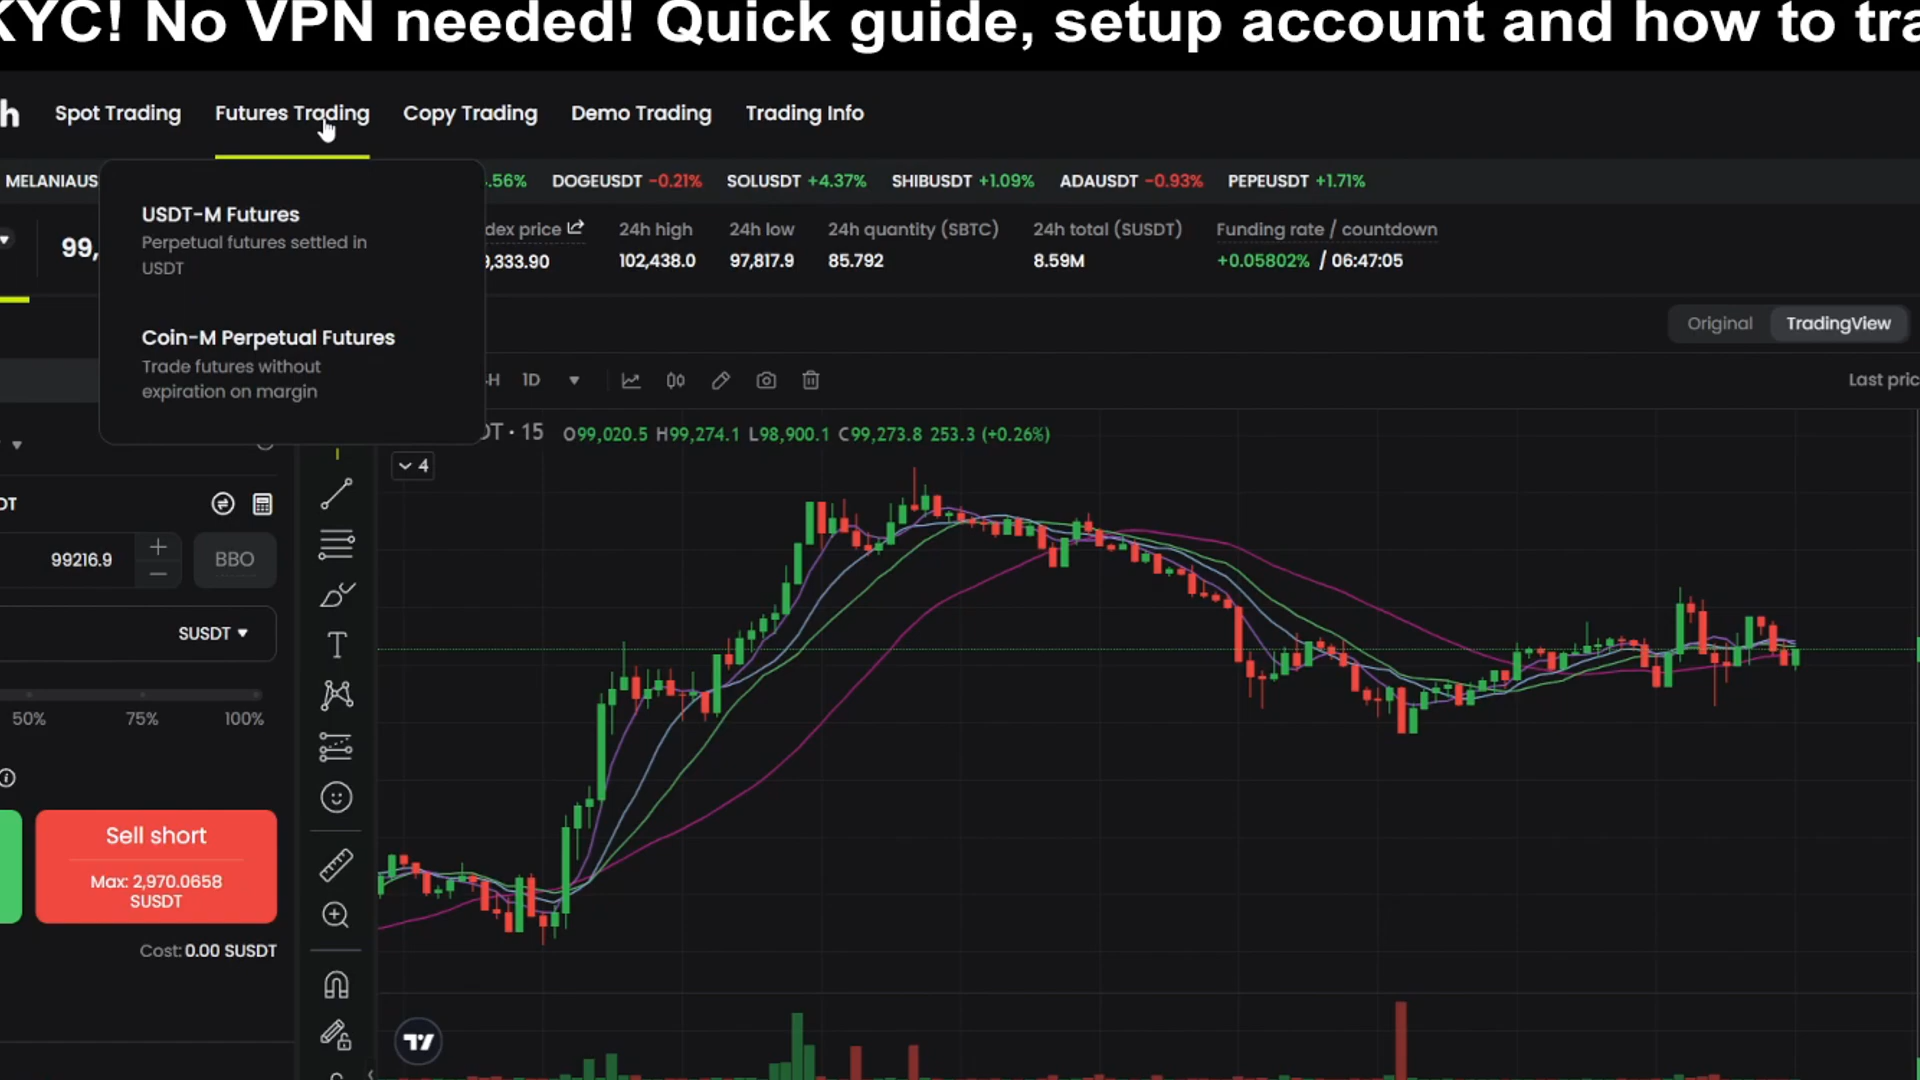 KYC! No VPN needed! Quick guide, setup account and how to tra
h Spot Trading Futures Trading Copy Trading Demo Trading Trading Info
MELANIAUS .56% DOGEUSDT -0.21% SOLUSDT +4.37% SHIBUSDT +1.09% ADAUSDT -0.93% PEPEUSDT +1.71%
USDT-M Futures
Perpetual futures settled in
USDT
Coin-M Perpetual Futures
Trade futures without
expiration on margin
99,
dex price 24h high 24h low 24h quantity (SBTC) 24h total (SUSDT) Funding rate / countdown
9,333.90 102,438.0 97,817.9 85.792 8.59M +0.05802% / 06:47:05
Original TradingView
H 1D Last pric
DT · 15 O99,020.5 H99,274.1 L98,900.1 C99,273.8 253.3 (+0.26%)
4
DT
99216.9 + − BBO
SUSDT
50% 75% 100%
Sell short
Max: 2,970.0658
SUSDT
Cost: 0.00 SUSDT